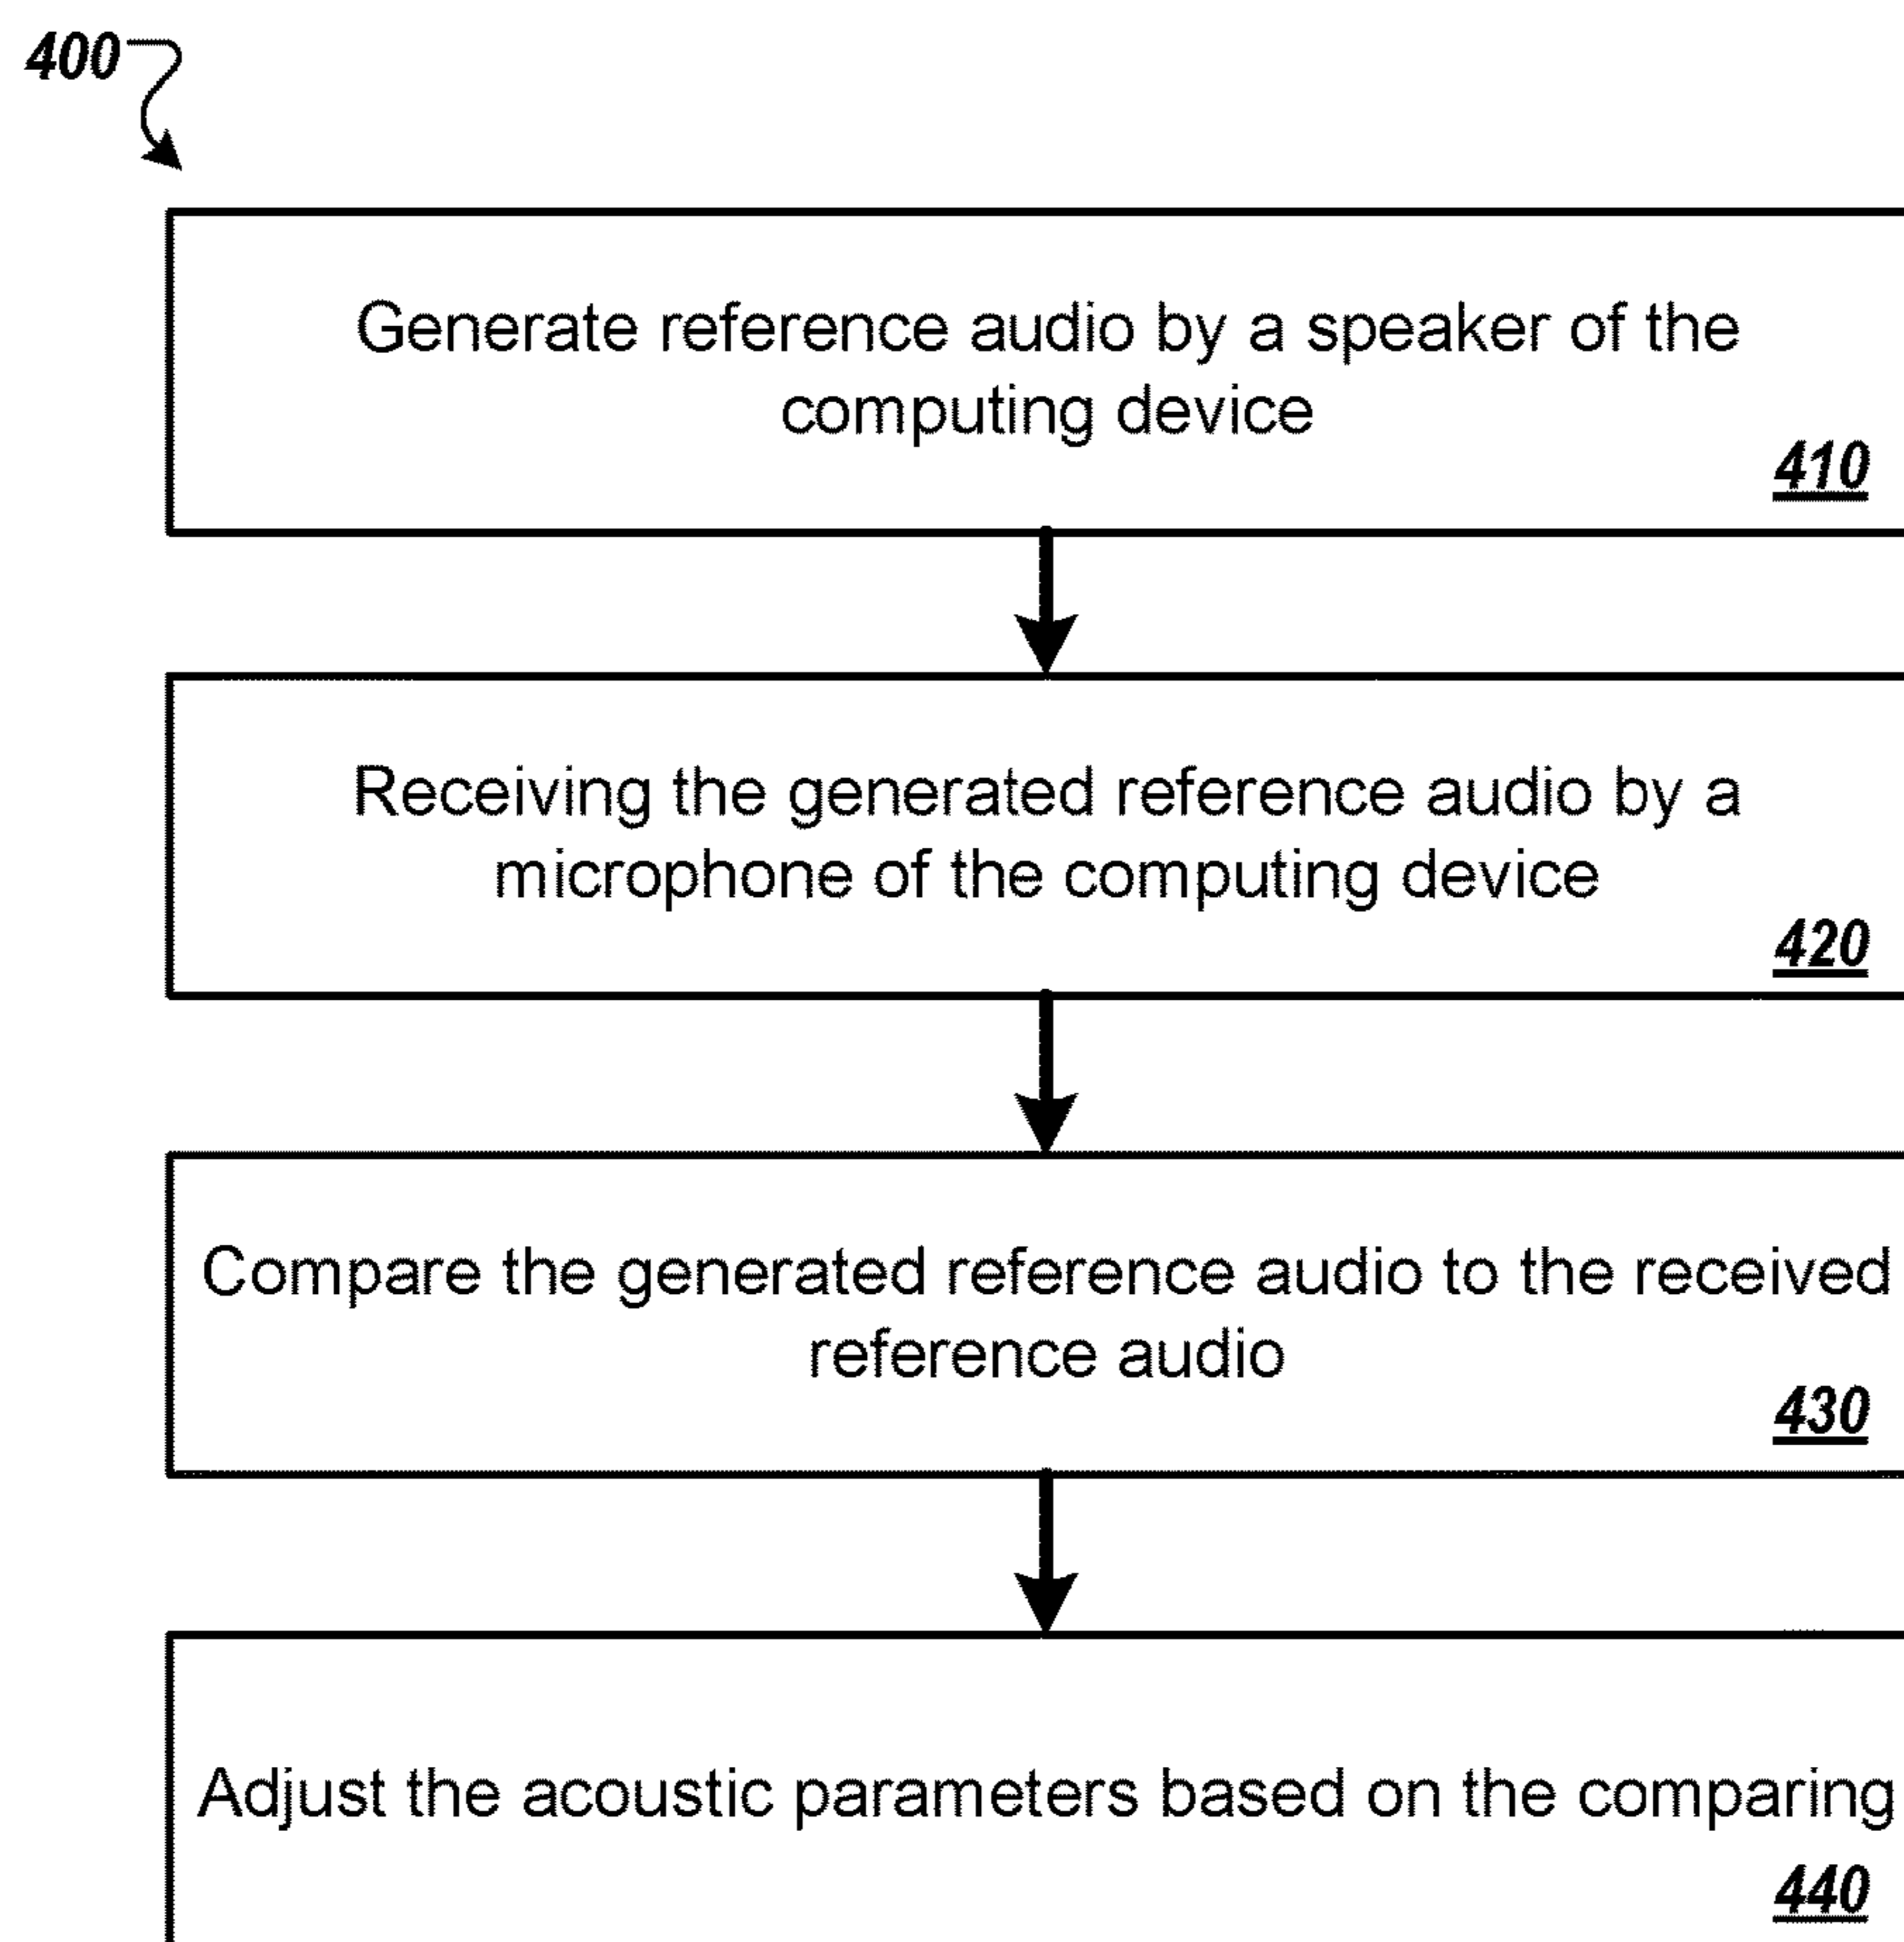 400
Generate reference audio by a speaker of the
computing device
410
Receiving the generated reference audio by a
microphone of the computing device
420
Compare the generated reference audio to the received
reference audio
430
Adjust the acoustic parameters based on the comparing
440